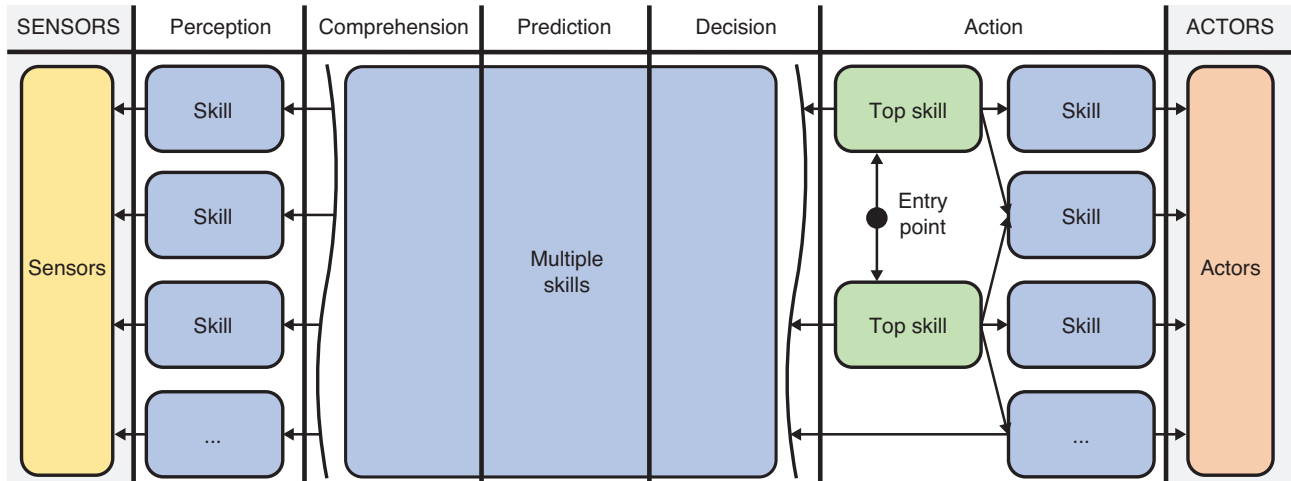 SENSORS
Perception
Comprehension
Prediction
Decision
Action
ACTORS
Skill
Top skill
Skill
Skill
Entry
point
Skill
Sensors
Multiple
skills
Actors
Skill
Top skill
Skill
...
...